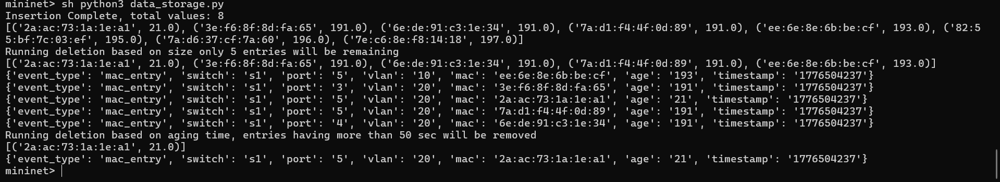 mininet> sh python3 data_storage.py
Insertion Complete, total values: 8
[('2a:ac:73:1a:1e:a1', 21.0), ('3e:f6:8f:8d:fa:65', 191.0), ('6e:de:91:c3:1e:34', 191.0), ('7a:d1:f4:4f:0d:89', 191.0), ('ee:6e:8e:6b:be:cf', 193.0), ('82:5
5:bf:7c:03:ef', 195.0), ('7a:d6:37:cf:7a:60', 196.0), ('7e:c6:8e:f8:14:18', 197.0)]
Running deletion based on size only 5 entries will be remaining
[('2a:ac:73:1a:1e:a1', 21.0), ('3e:f6:8f:8d:fa:65', 191.0), ('6e:de:91:c3:1e:34', 191.0), ('7a:d1:f4:4f:0d:89', 191.0), ('ee:6e:8e:6b:be:cf', 193.0)]
{'event_type': 'mac_entry', 'switch': 's1', 'port': '5', 'vlan': '10', 'mac': 'ee:6e:8e:6b:be:cf', 'age': '193', 'timestamp': '1776504237'}
{'event_type': 'mac_entry', 'switch': 's1', 'port': '3', 'vlan': '20', 'mac': '3e:f6:8f:8d:fa:65', 'age': '191', 'timestamp': '1776504237'}
{'event_type': 'mac_entry', 'switch': 's1', 'port': '5', 'vlan': '20', 'mac': '2a:ac:73:1a:1e:a1', 'age': '21', 'timestamp': '1776504237'}
{'event_type': 'mac_entry', 'switch': 's1', 'port': '5', 'vlan': '20', 'mac': '7a:d1:f4:4f:0d:89', 'age': '191', 'timestamp': '1776504237'}
{'event_type': 'mac_entry', 'switch': 's1', 'port': '4', 'vlan': '20', 'mac': '6e:de:91:c3:1e:34', 'age': '191', 'timestamp': '1776504237'}
Running deletion based on aging time, entries having more than 50 sec will be removed
[('2a:ac:73:1a:1e:a1', 21.0)]
{'event_type': 'mac_entry', 'switch': 's1', 'port': '5', 'vlan': '20', 'mac': '2a:ac:73:1a:1e:a1', 'age': '21', 'timestamp': '1776504237'}
mininet>